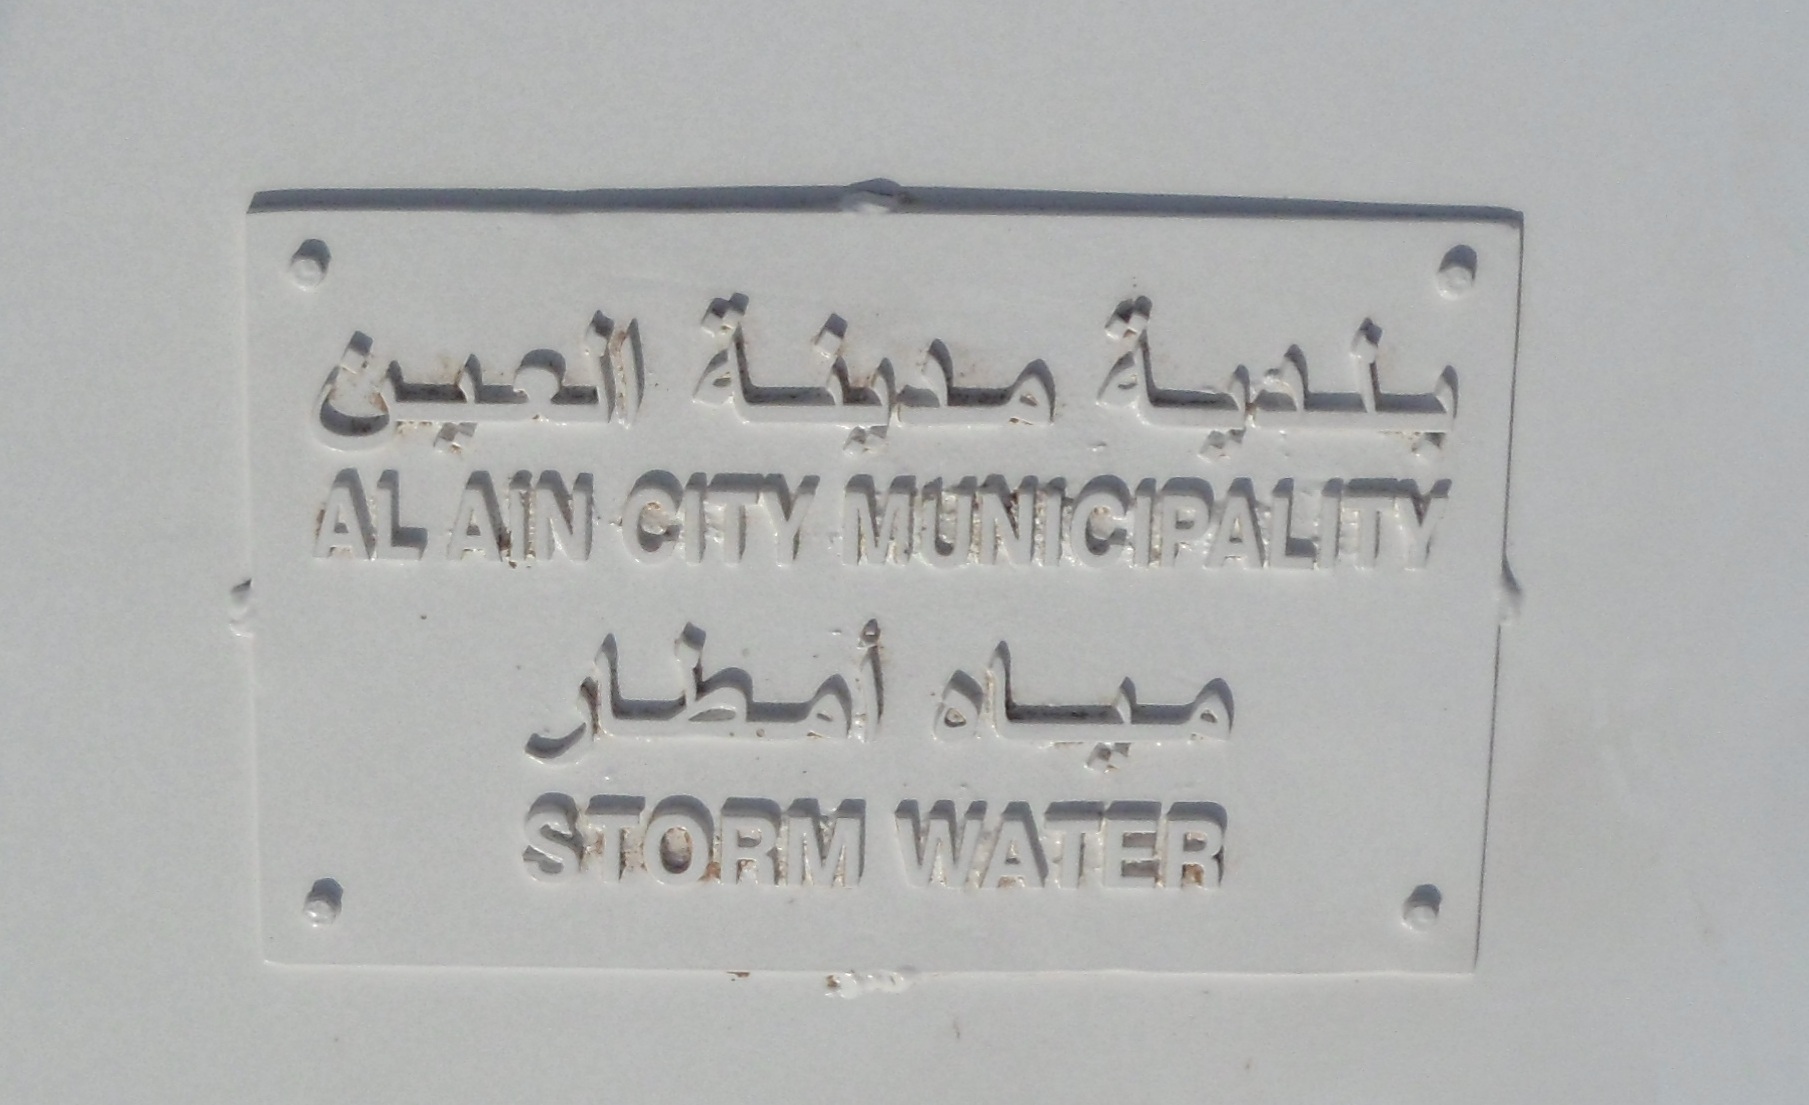 بلدية مدينة العين
AL AIN CITY MUNICIPALITY
مياه أمطار
STORM WATER